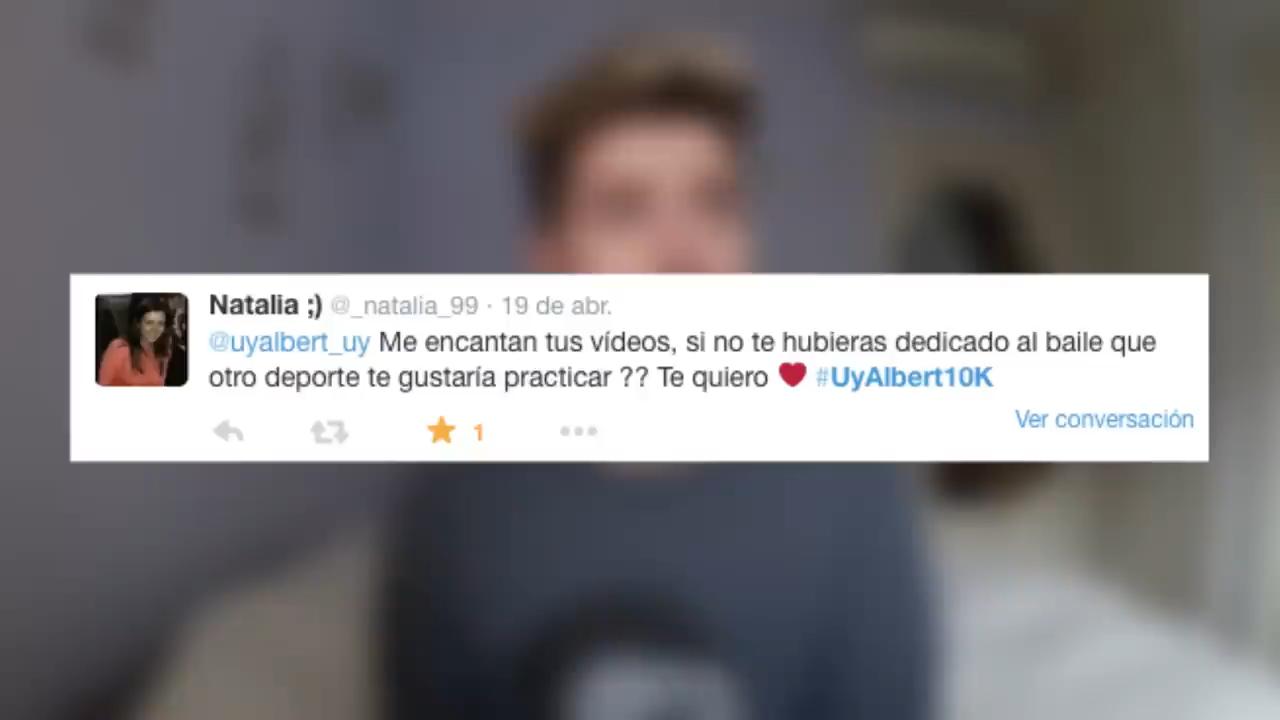 Natalia ;) @_natalia_99 · 19 de abr.
@uyalbert_uy Me encantan tus vídeos, si no te hubieras dedicado al baile que
otro deporte te gustaría practicar ?? Te quiero ❤ #UyAlbert10K
1
Ver conversación